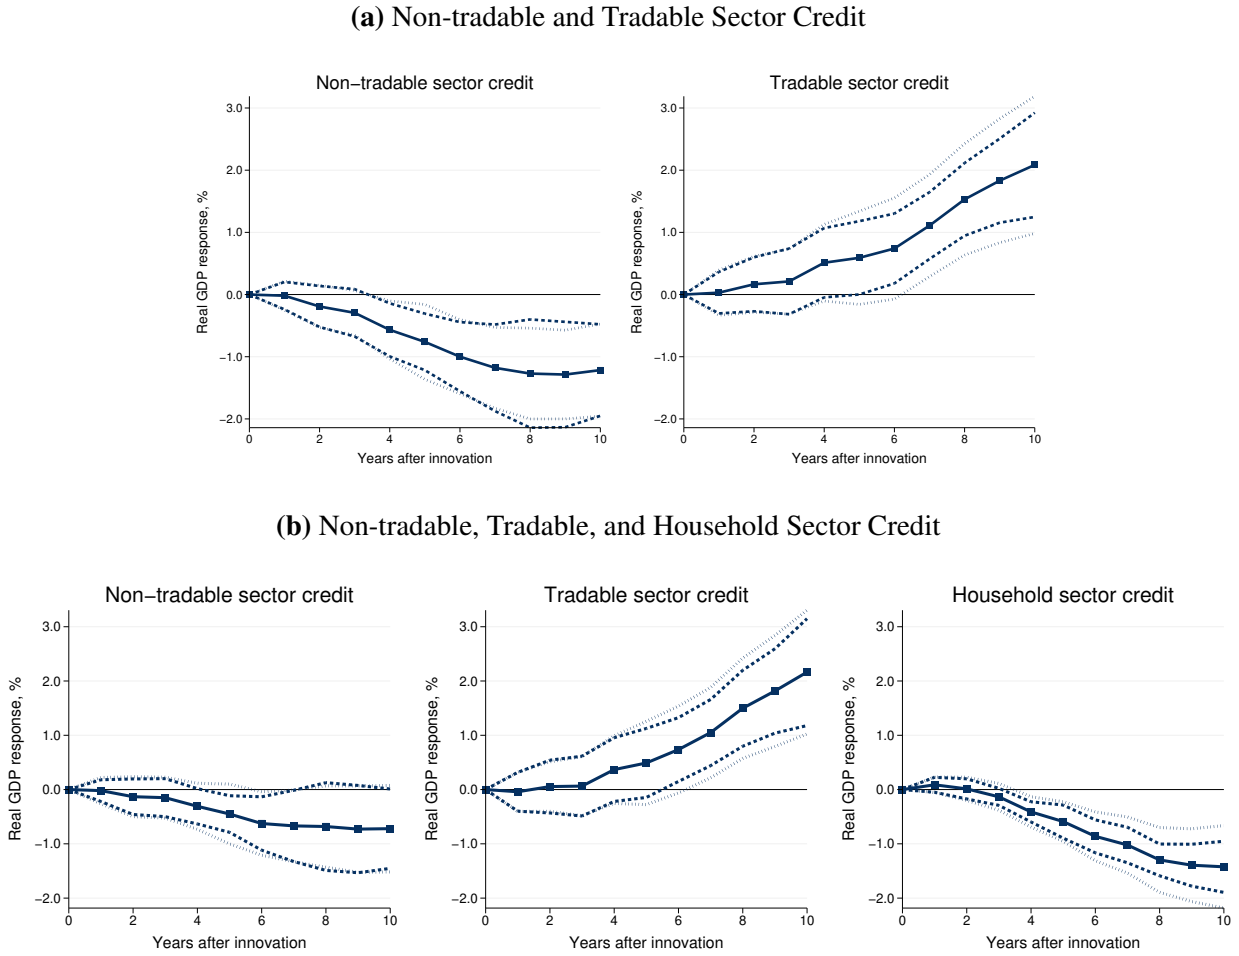 (a) Non-tradable and Tradable Sector Credit
Non−tradable sector credit
Real GDP response, %
3.0
2.0
1.0
0.0
−1.0
−2.0
0 2 4 6 8 10
Years after innovation
Tradable sector credit
Real GDP response, %
3.0
2.0
1.0
0.0
−1.0
−2.0
0 2 4 6 8 10
Years after innovation
(b) Non-tradable, Tradable, and Household Sector Credit
Non−tradable sector credit
Real GDP response, %
3.0
2.0
1.0
0.0
−1.0
−2.0
0 2 4 6 8 10
Years after innovation
Tradable sector credit
Real GDP response, %
3.0
2.0
1.0
0.0
−1.0
−2.0
0 2 4 6 8 10
Years after innovation
Household sector credit
Real GDP response, %
3.0
2.0
1.0
0.0
−1.0
−2.0
0 2 4 6 8 10
Years after innovation